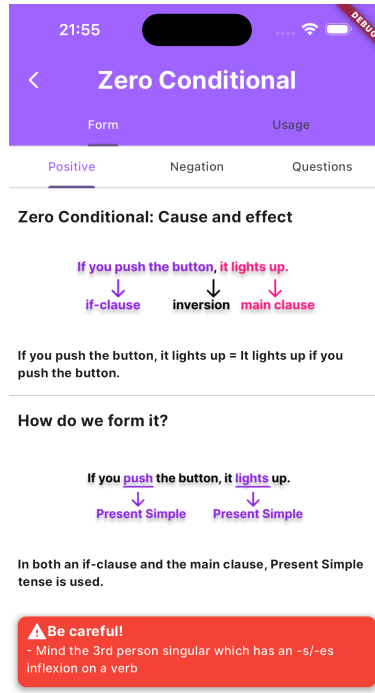 21:55
DEBUG
Zero Conditional
Form Usage
Positive Negation Questions
Zero Conditional: Cause and effect
If you push the button, it lights up.
if-clause inversion main clause
If you push the button, it lights up = It lights up if you
push the button.
How do we form it?
If you push the button, it lights up.
Present Simple Present Simple
In both an if-clause and the main clause, Present Simple
tense is used.
Be careful!
- Mind the 3rd person singular which has an -s/-es
inflexion on a verb